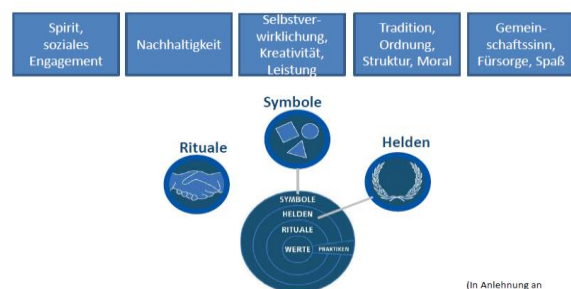 Spirit,
soziales
Engagement
Nachhaltigkeit
Selbstver-
wirklichung,
Kreativität,
Leistung
Tradition,
Ordnung,
Struktur, Moral
Gemein-
schaftssinn,
Fürsorge, Spaß
Symbole
Rituale
Helden
SYMBOLE
HELDEN
RITUALE
WERTE
PRAKTIKEN
(In Anlehnung an